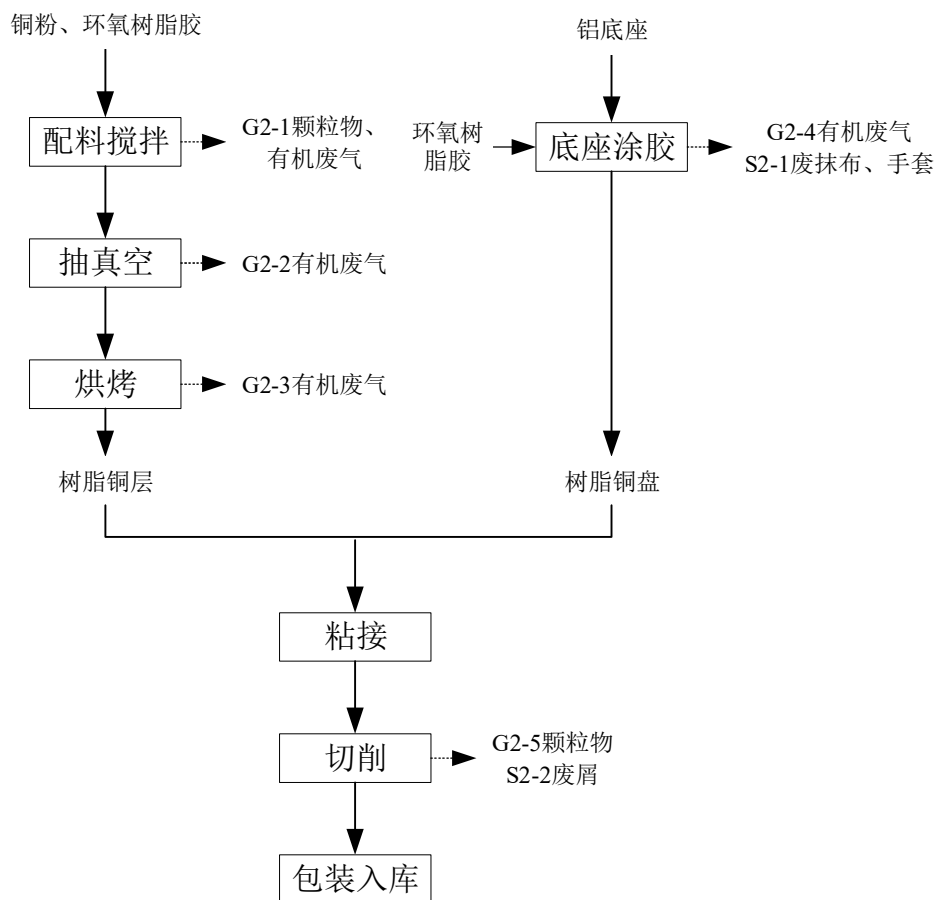 铜粉、环氧树脂胶
铝底座
配料搅拌
G2-1颗粒物、
有机废气
环氧树
脂胶
底座涂胶
G2-4有机废气
S2-1废抹布、手套
抽真空
G2-2有机废气
烘烤
G2-3有机废气
树脂铜层
树脂铜盘
粘接
切削
G2-5颗粒物
S2-2废屑
包装入库